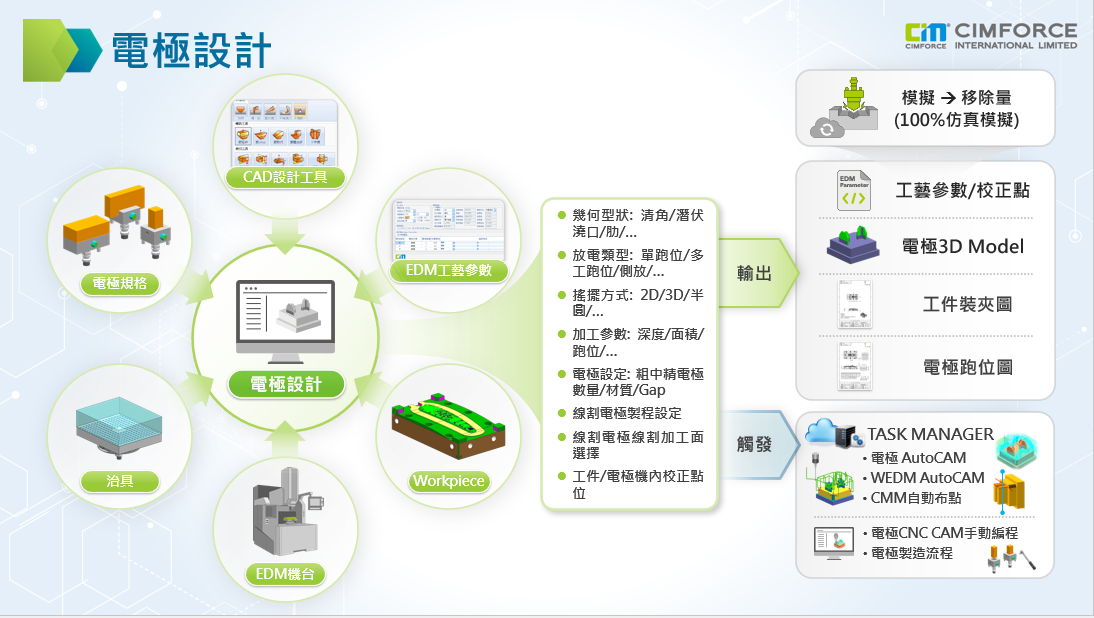 電極設計
CIM
CIMFORCE
CIMFORCE
INTERNATIONAL LIMITED
CAD設計工具
電極規格
EDM工藝參數
電極設計
治具
Workpiece
EDM機台
幾何型狀: 清角/潛伏
澆口/肋/...
放電類型: 單跑位/多
工跑位/側放/...
搖擺方式: 2D/3D/半
圓/...
加工參數: 深度/面積/
跑位/...
電極設定: 粗中精電極
數量/材質/Gap
線割電極製程設定
線割電極線割加工面
選擇
工件/電極機內校正點
位
輸出
觸發
模擬 → 移除量
(100%仿真模擬)
EDM
Parameter
</>
工藝參數/校正點
電極3D Model
工件裝夾圖
電極跑位圖
TASK MANAGER
• 電極 AutoCAM
• WEDM AutoCAM
• CMM自動布點
• 電極CNC CAM手動編程
• 電極製造流程